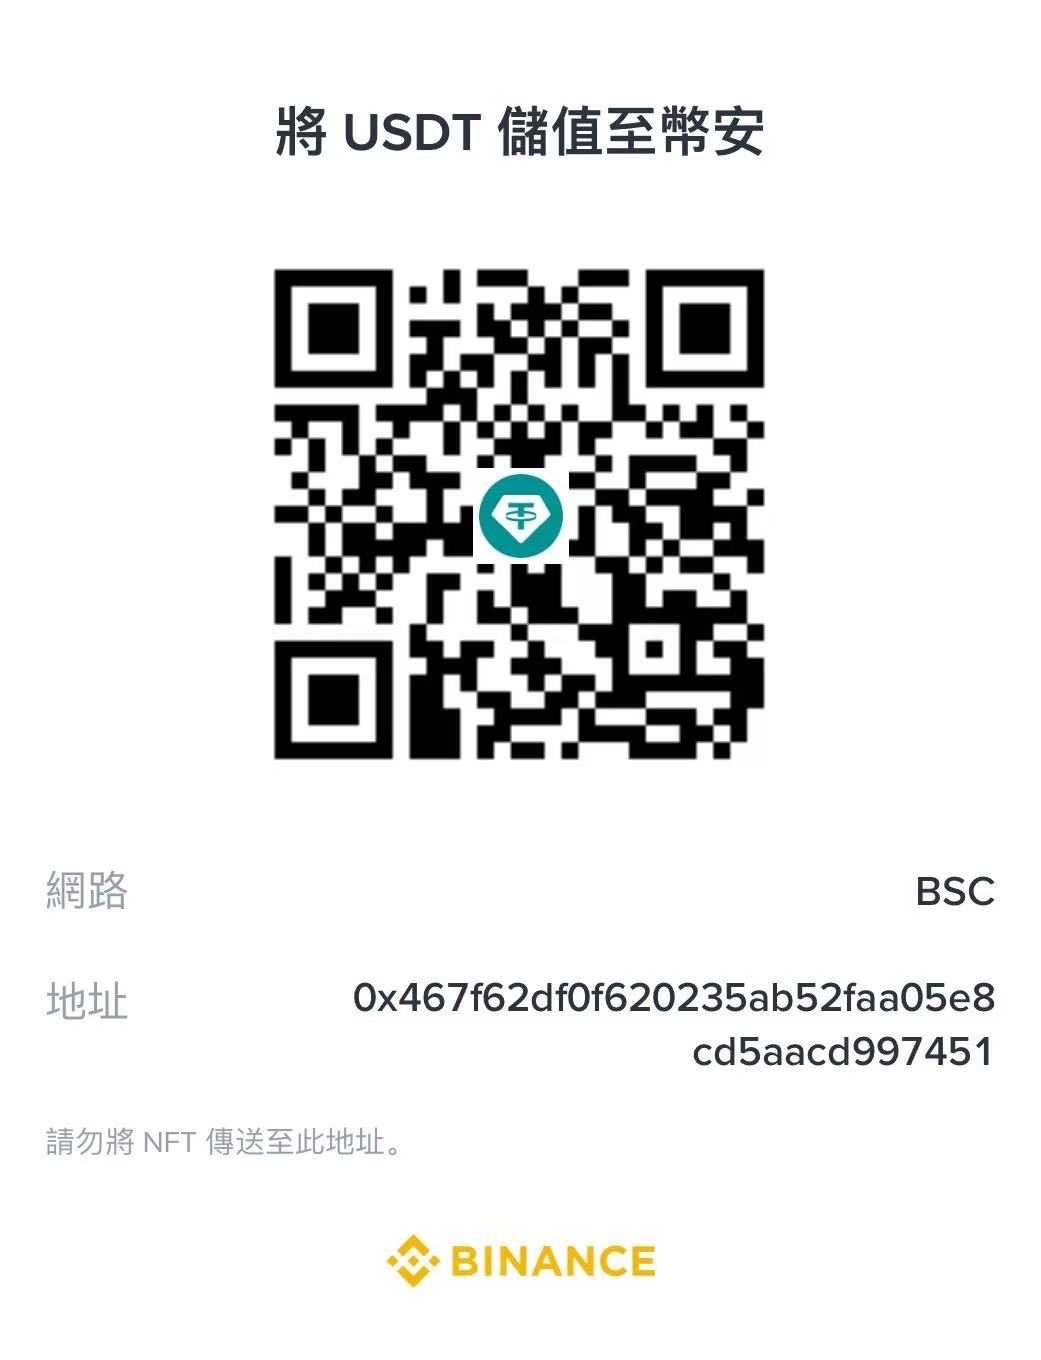 將 USDT 儲值至幣安
網路
BSC
地址
0x467f62df0f620235ab52faa05e8
cd5aacd997451
請勿將 NFT 傳送至此地址。
BINANCE